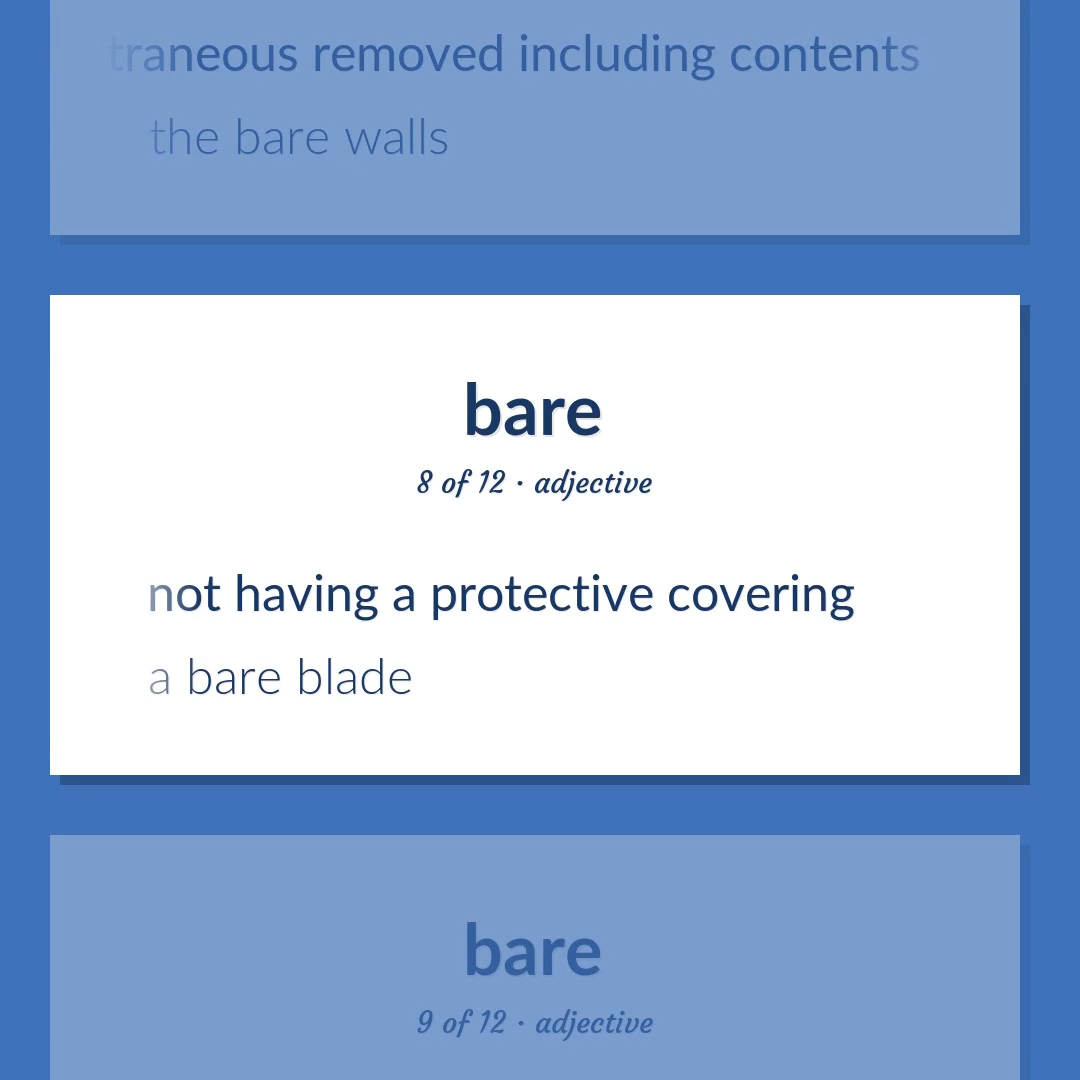 traneous removed including contents
the bare walls
bare
8 of 12 · adjective
not having a protective covering
a bare blade
bare
9 of 12 · adjective